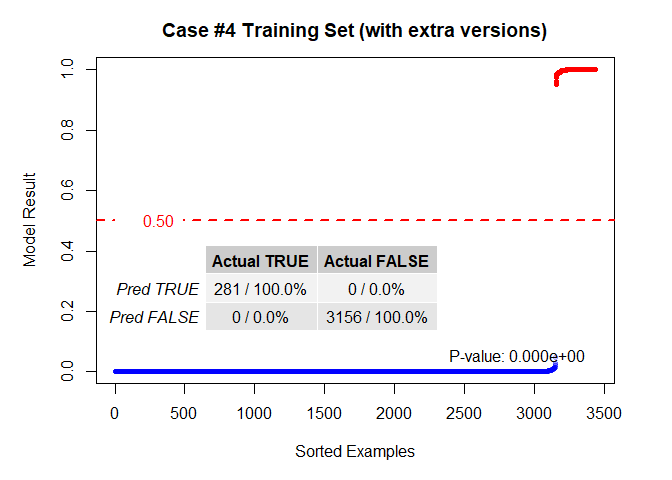 Case #4 Training Set (with extra versions)
Model Result
1.0
0.8
0.6
0.4
0.2
0.0
0.50
Actual TRUE Actual FALSE
Pred TRUE 281 / 100.0% 0 / 0.0%
Pred FALSE 0 / 0.0% 3156 / 100.0%
P-value: 0.000e+00
0 500 1000 1500 2000 2500 3000 3500
Sorted Examples